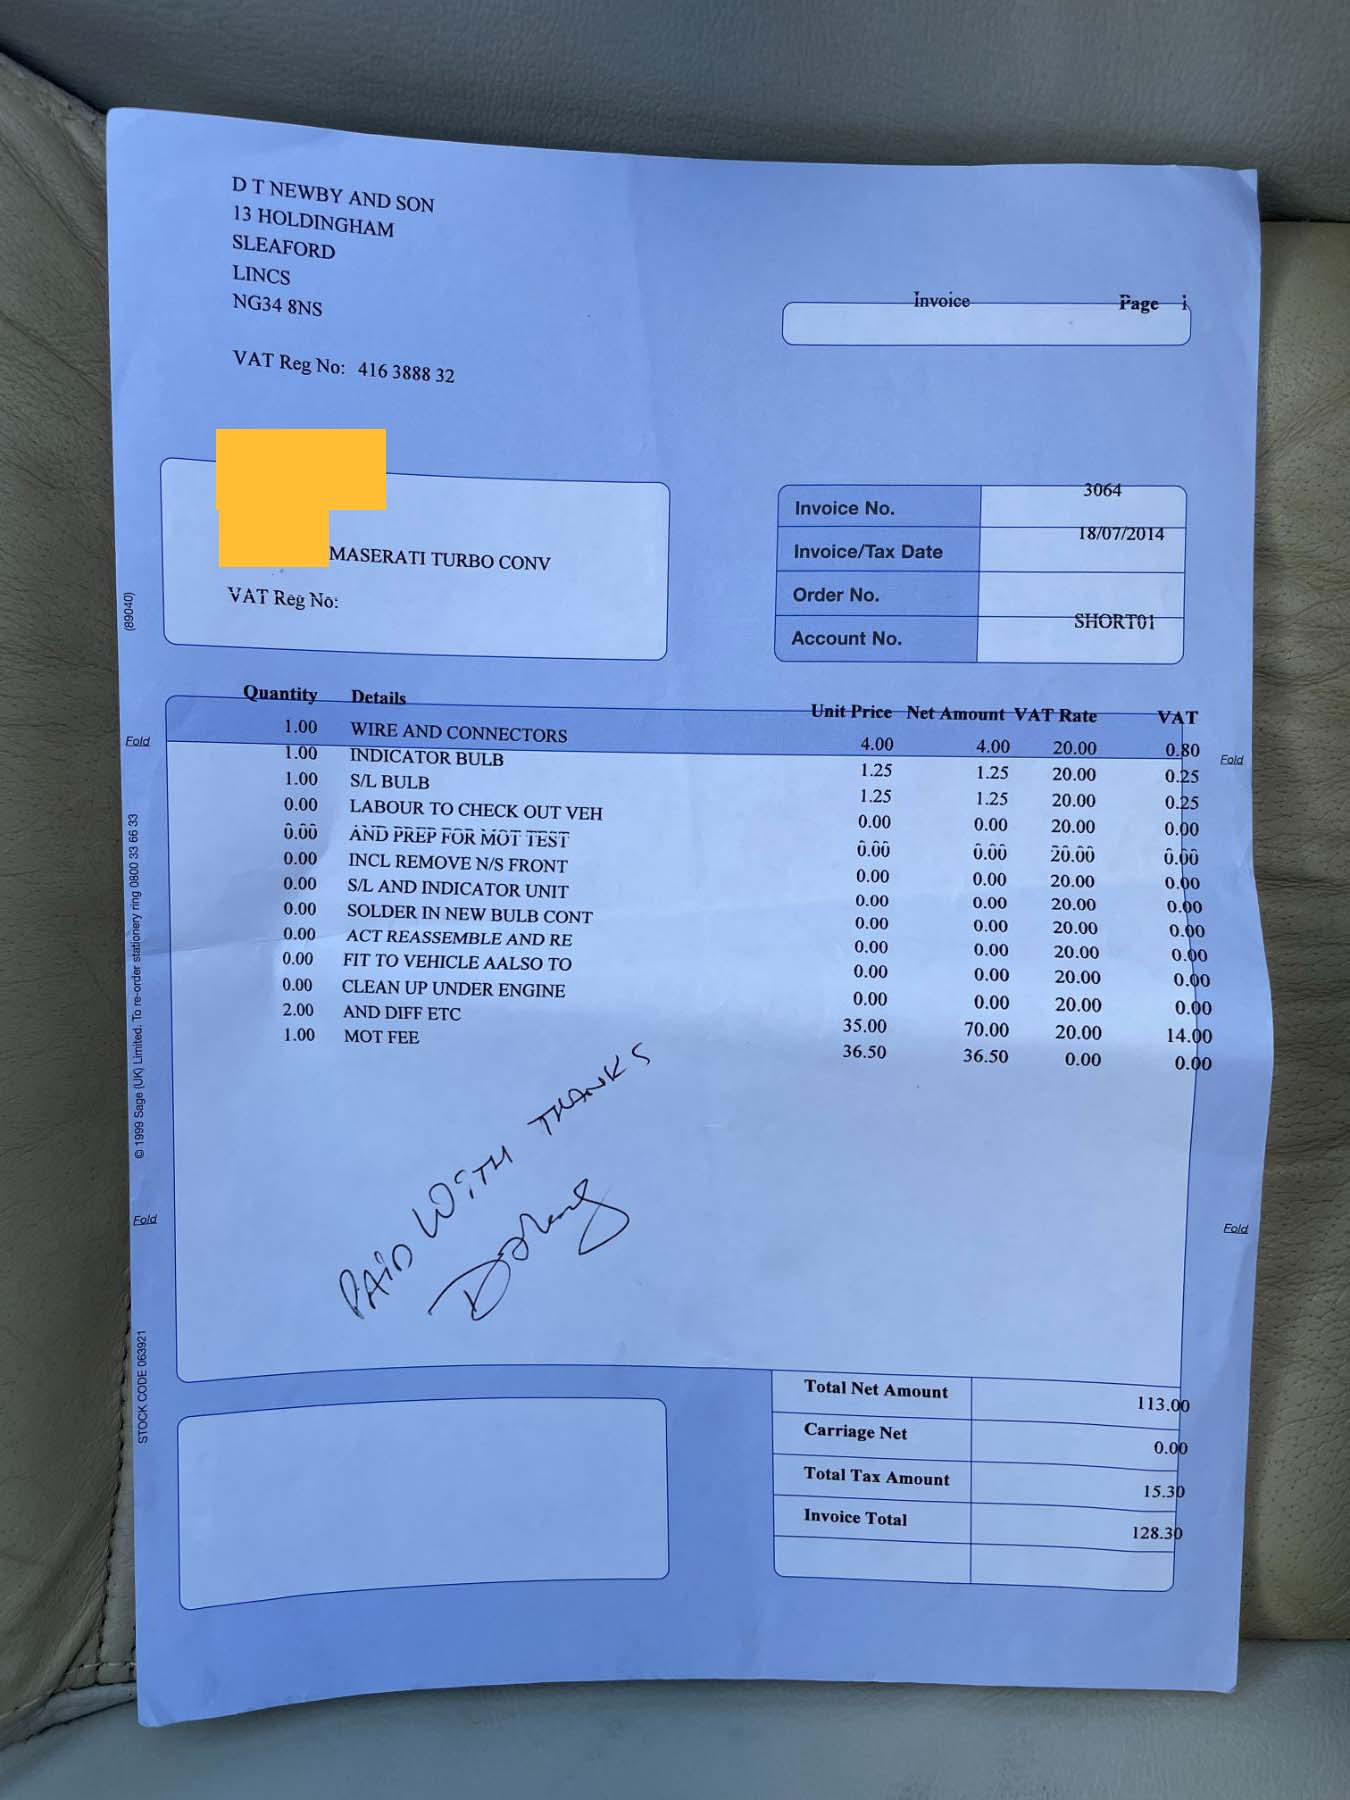 D T NEWBY AND SON
13 HOLDINGHAM
SLEAFORD
LINCS
NG34 8NS
VAT Reg No: 416 3888 32
Invoice Page 1
MASERATI TURBO CONV
VAT Reg No:
Invoice No. 3064
Invoice/Tax Date 18/07/2014
Order No.
Account No. SHORT01
(89040)
Quantity Details Unit Price Net Amount VAT Rate VAT
1.00 WIRE AND CONNECTORS 4.00 4.00 20.00 0.80
1.00 INDICATOR BULB 1.25 1.25 20.00 0.25
1.00 S/L BULB 1.25 1.25 20.00 0.25
0.00 LABOUR TO CHECK OUT VEH 0.00 0.00 20.00 0.00
0.00 AND PREP FOR MOT TEST 0.00 0.00 20.00 0.00
0.00 INCL REMOVE N/S FRONT 0.00 0.00 20.00 0.00
0.00 S/L AND INDICATOR UNIT 0.00 0.00 20.00 0.00
0.00 SOLDER IN NEW BULB CONT 0.00 0.00 20.00 0.00
0.00 ACT REASSEMBLE AND RE 0.00 0.00 20.00 0.00
0.00 FIT TO VEHICLE AALSO TO 0.00 0.00 20.00 0.00
0.00 CLEAN UP UNDER ENGINE 0.00 0.00 20.00 0.00
2.00 AND DIFF ETC 35.00 70.00 20.00 14.00
1.00 MOT FEE 36.50 36.50 0.00 0.00
Fold
Fold
© 1999 Sage (UK) Limited. To re-order stationery ring 0800 33 66 33
PAID WITH THANKS
Fold
Fold
STOCK CODE 063921
Total Net Amount 113.00
Carriage Net 0.00
Total Tax Amount 15.30
Invoice Total 128.30